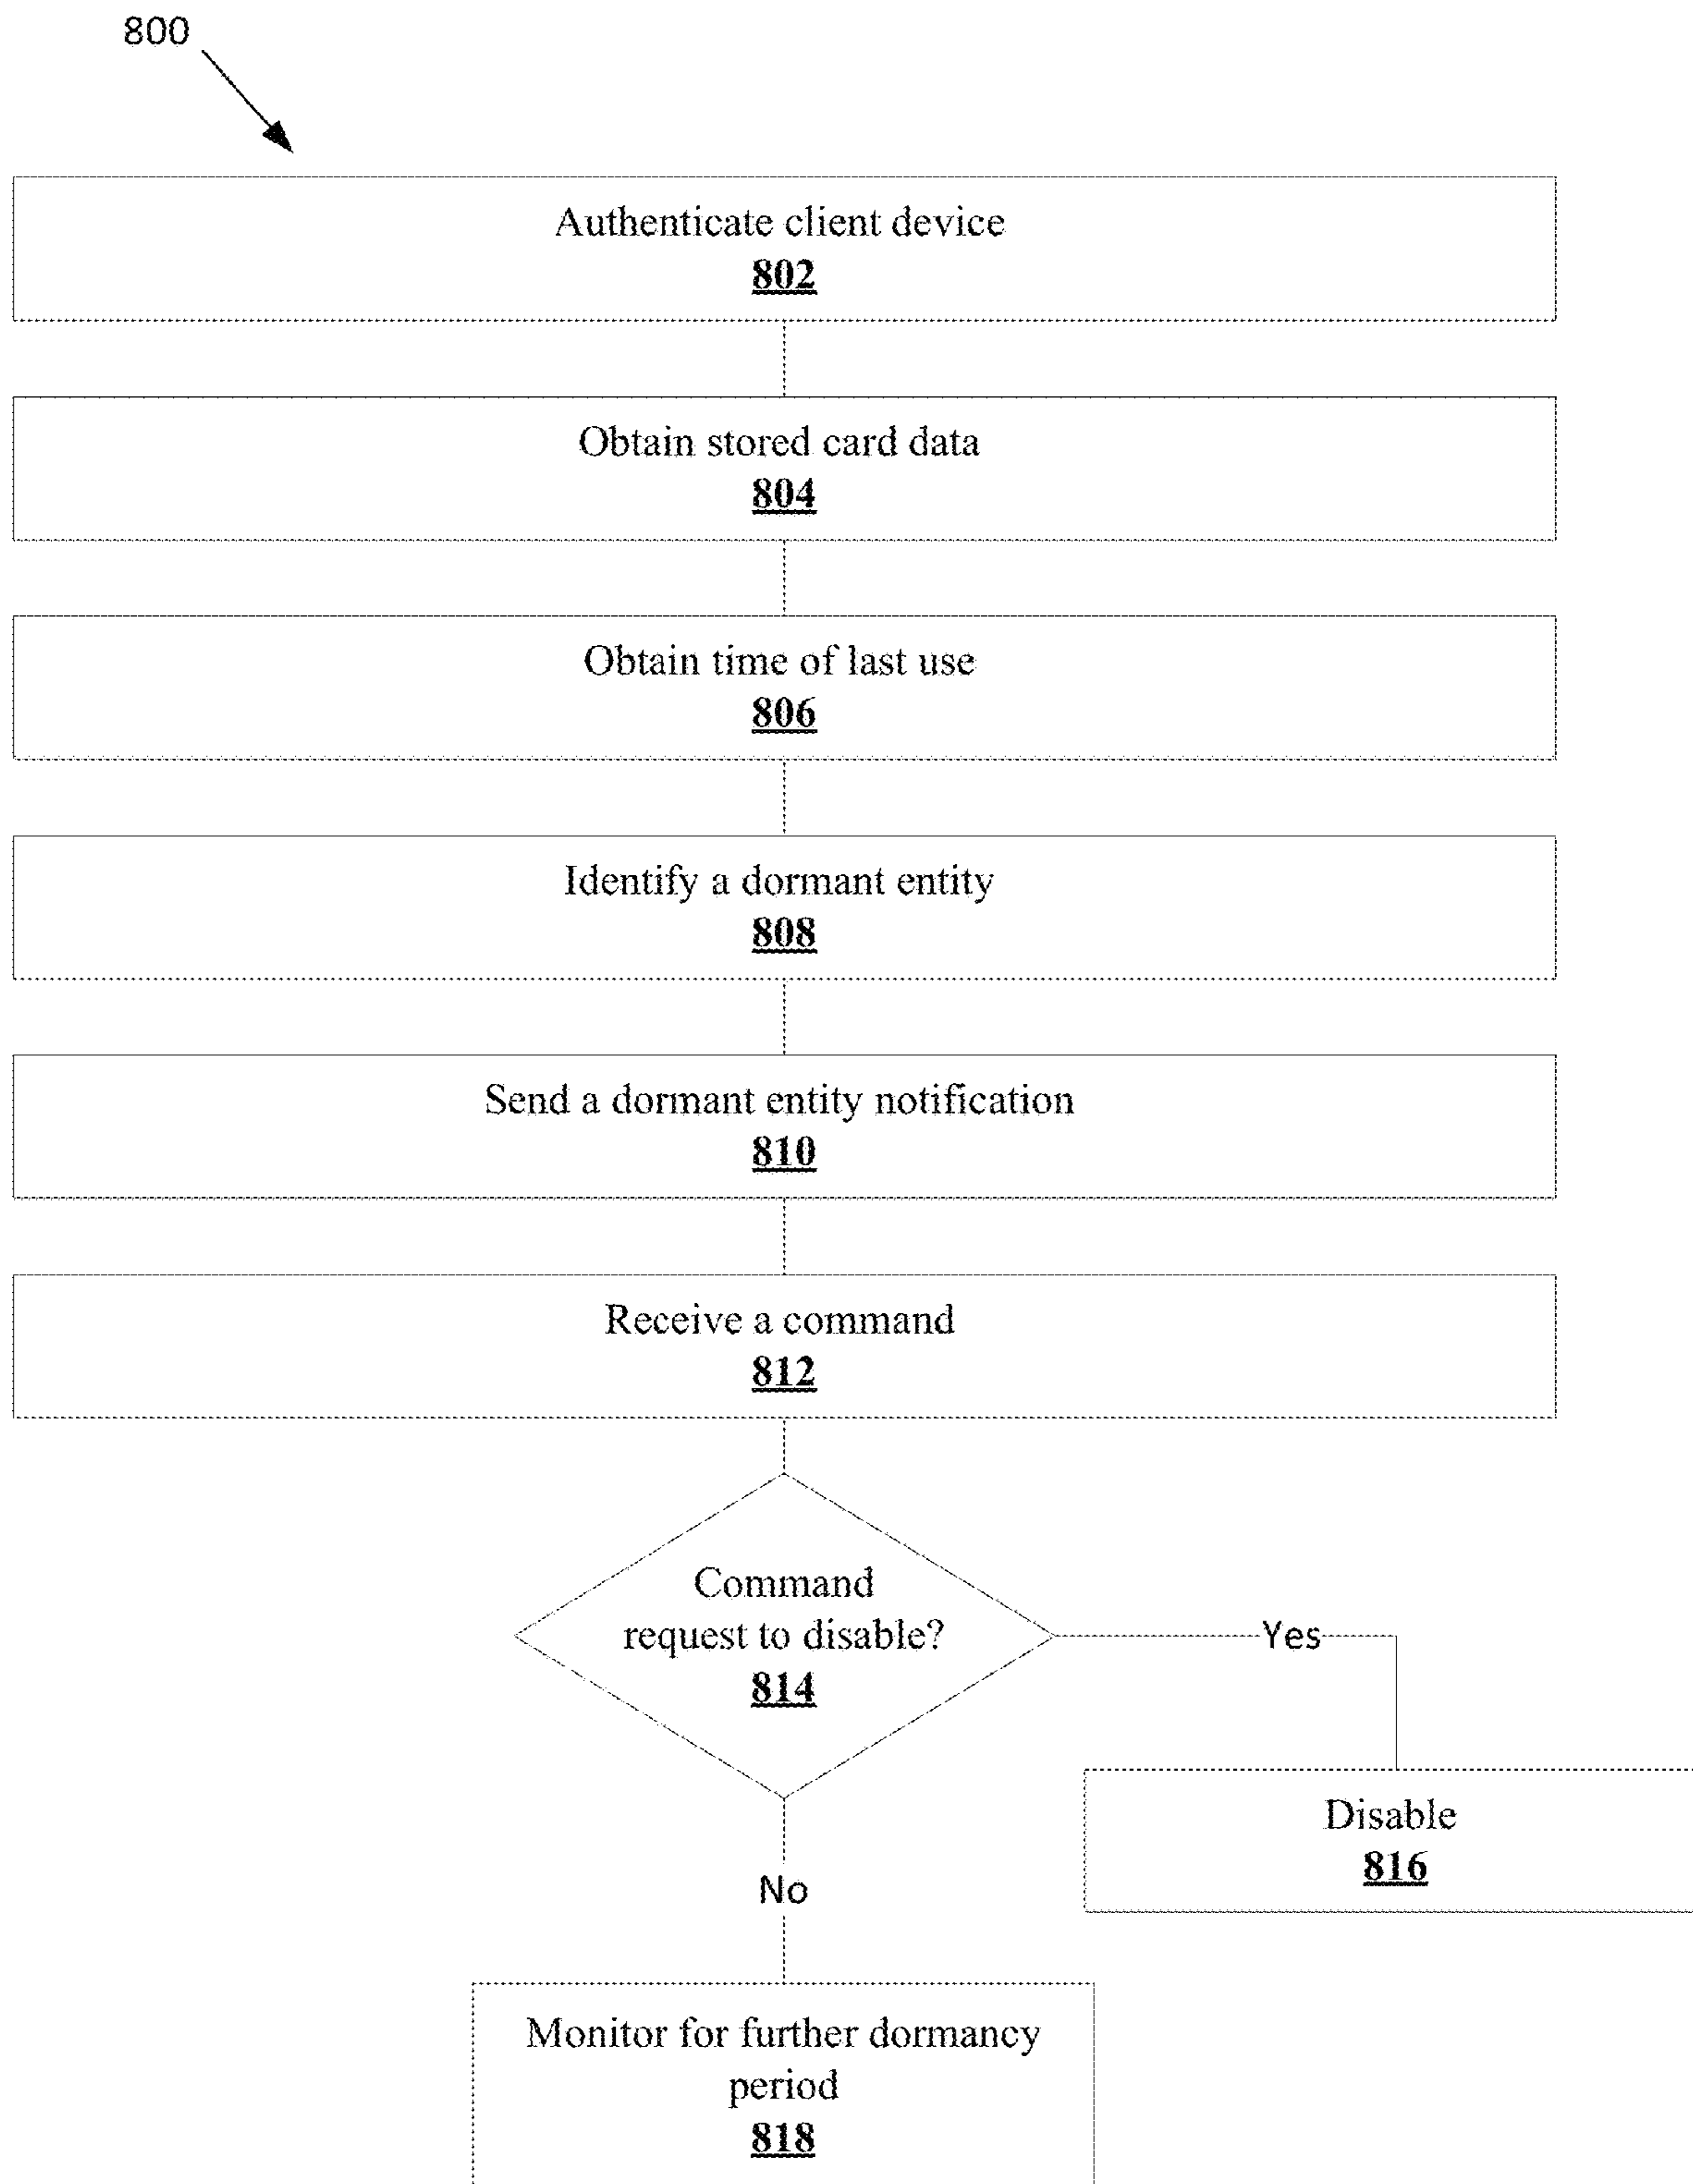 800
Authenticate client device
802
Obtain stored card data
804
Obtain time of last use
806
Identify a dormant entity
808
Send a dormant entity notification
810
Receive a command
812
Command
request to disable?
814
Yes
Disable
816
No
Monitor for further dormancy
period
818